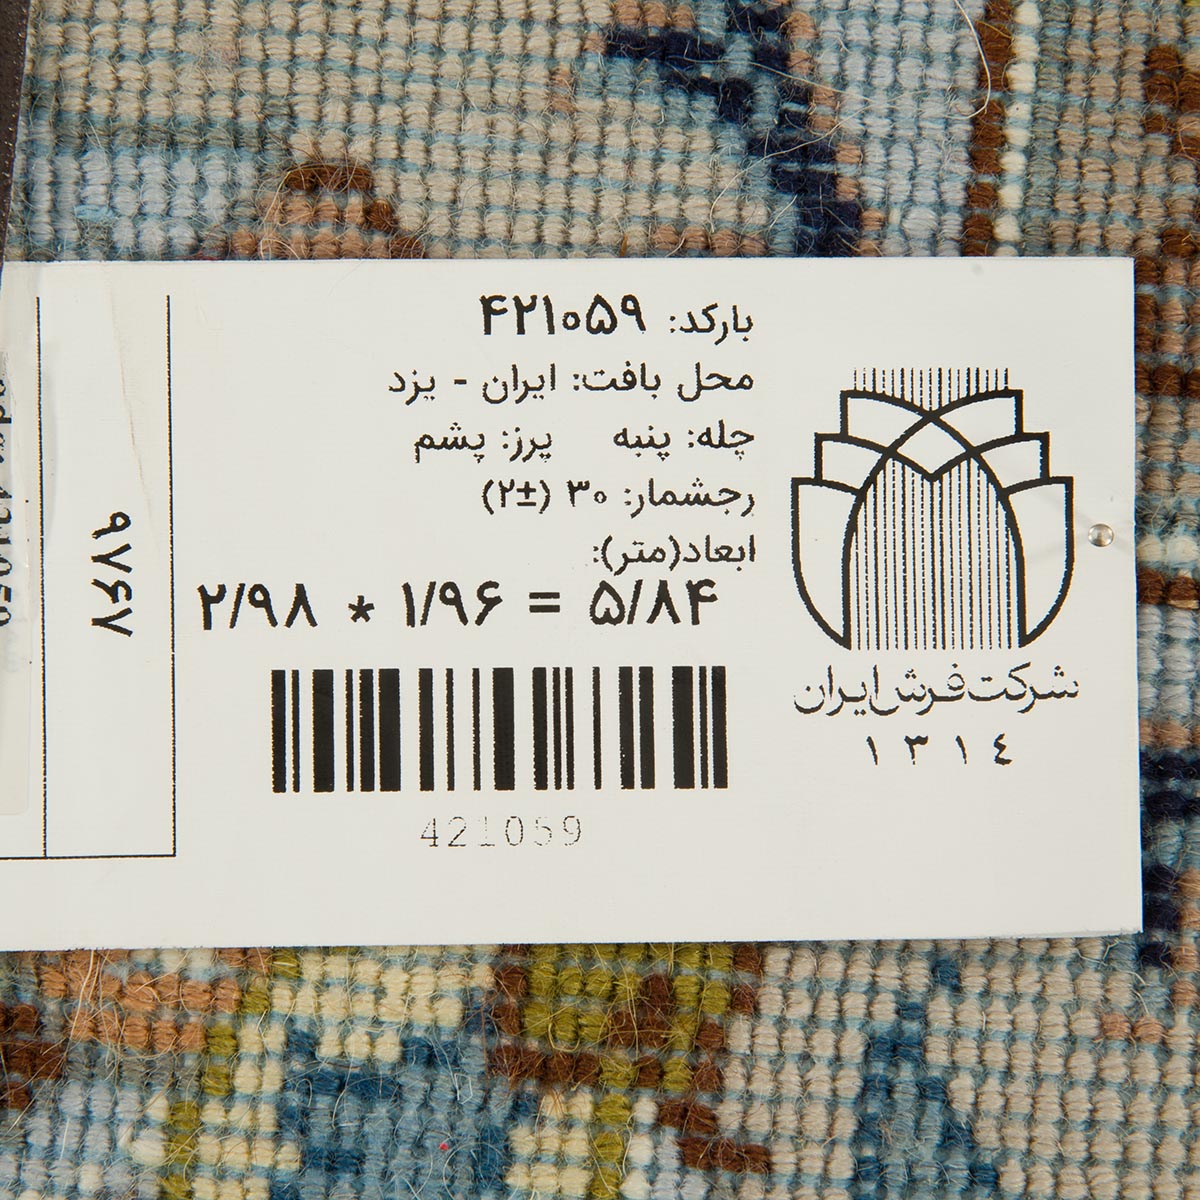 بارکد: ۴۲۱۰۵۹
محل بافت: ایران - یزد
چله: پنبه پرز: پشم
رجشمار: ۳۰ (±۲)
ابعاد(متر):
۲/۹۸ * ۱/۹۶ = ۵/۸۴
421059
شرکت فرش ایران
۱۳۱۴
۹۷۶۷